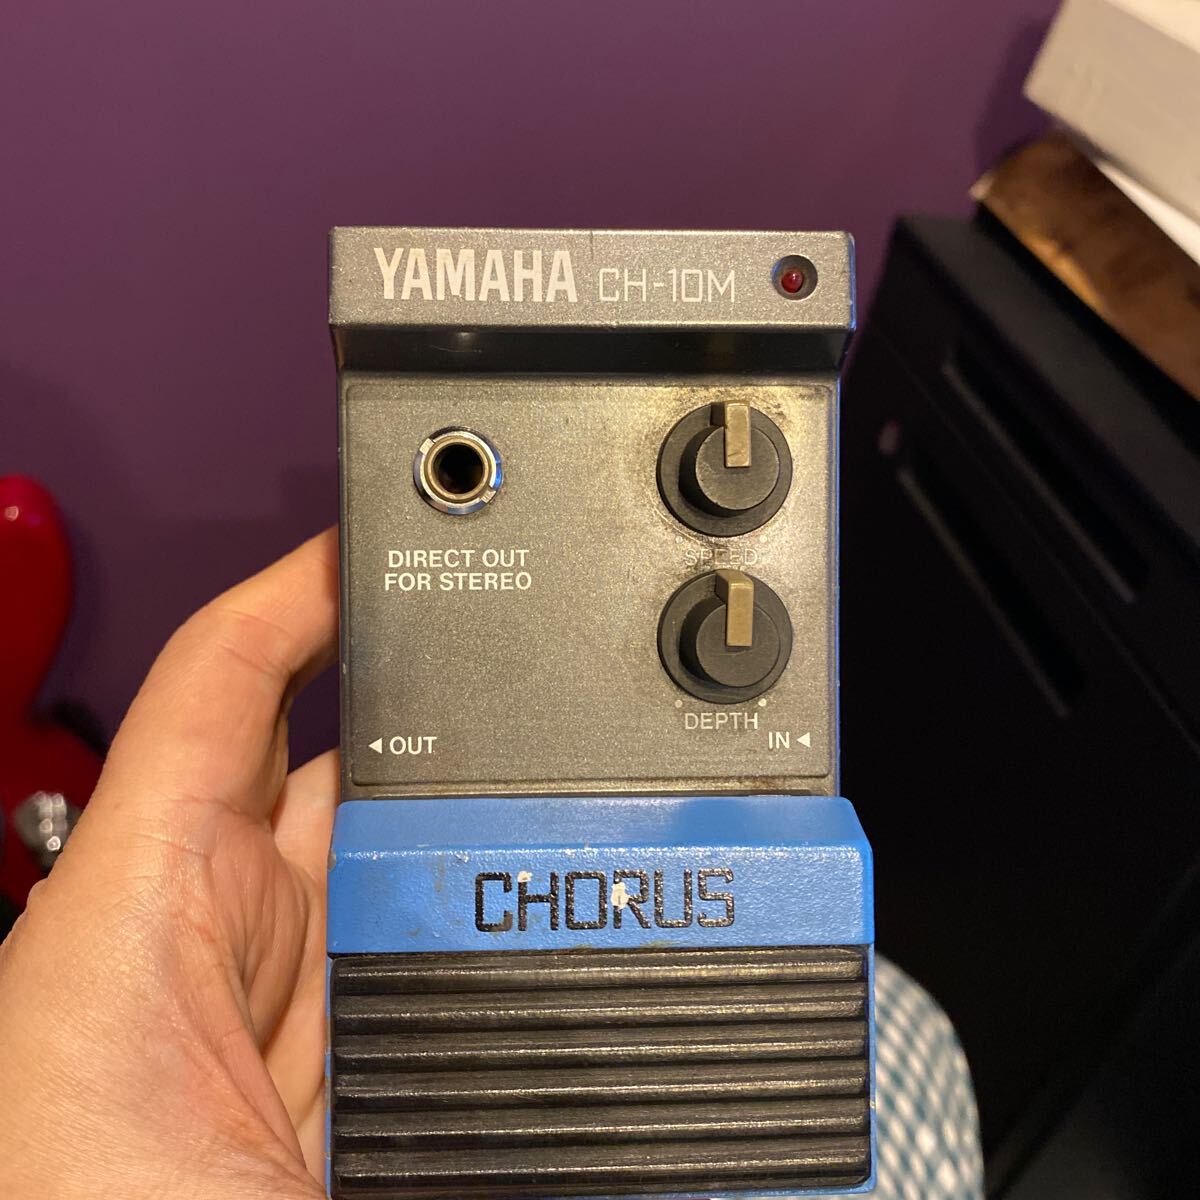 YAMAHA CH-10M
DIRECT OUT
FOR STEREO
SPEED
DEPTH
◀ OUT
IN ◀
CHORUS